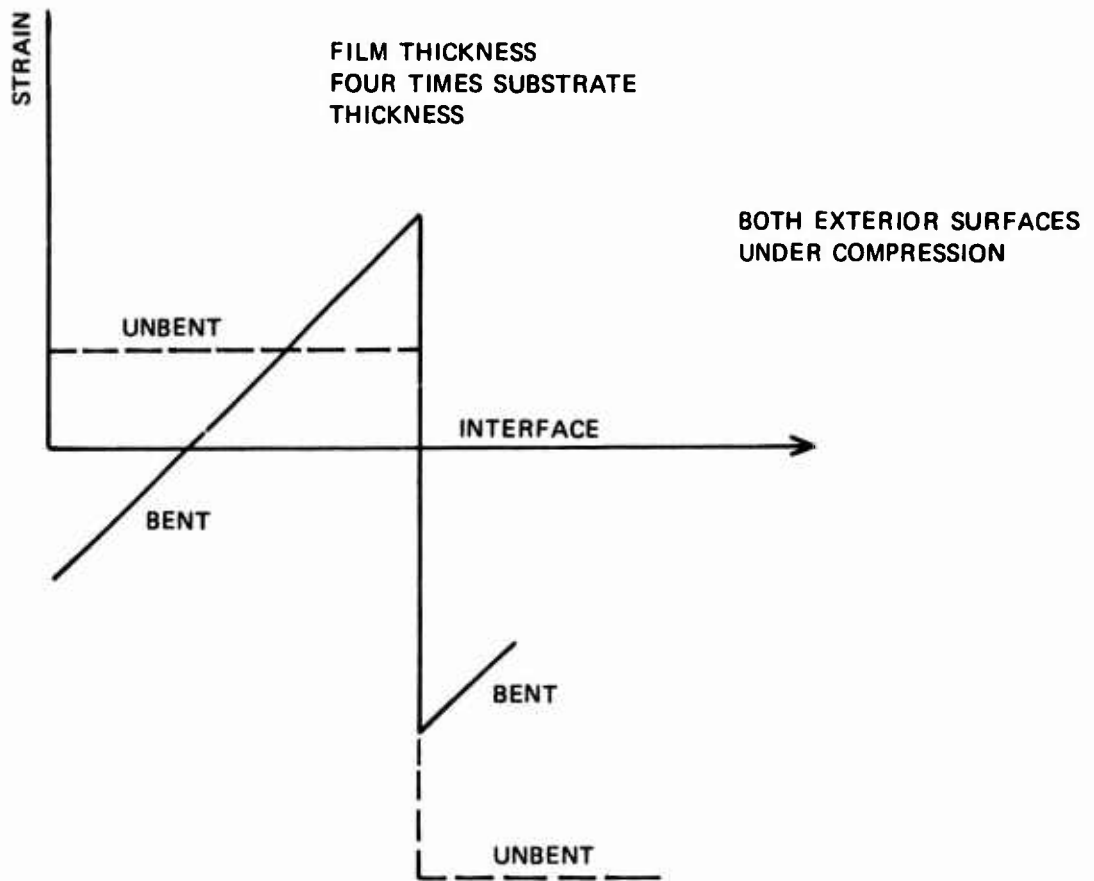 STRAIN
FILM THICKNESS
FOUR TIMES SUBSTRATE
THICKNESS
BOTH EXTERIOR SURFACES
UNDER COMPRESSION
UNBENT
INTERFACE
BENT
BENT
UNBENT